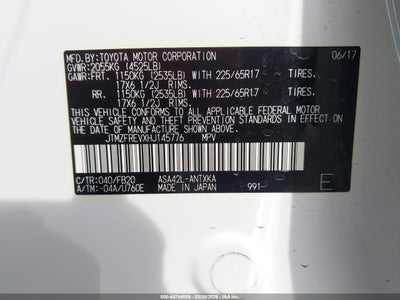 MFD.BY:TOYOTA MOTOR CORPORATION 06/17
GVWR:2055KG (4525LB)
GAWR:FRT. 1150KG (2535LB) WITH 225/65R17 TIRES.
17X6 1/2J RIMS.
RR. 1150KG (2535LB) WITH 225/65R17 TIRES.
17X6 1/2J RIMS.
THIS VEHICLE CONFORMS TO ALL APPLICABLE FEDERAL MOTOR
VEHICLE SAFETY, BUMPER, AND THEFT PREVENTION STANDARDS
IN EFFECT ON THE DATE OF MANUFACTURE SHOWN ABOVE.
JTMZFREVXHJ145776 MPV
C/TR:040/FB20 ASA42L-ANTXKA
A/TM:-04A/U760E MADE IN JAPAN 991 E